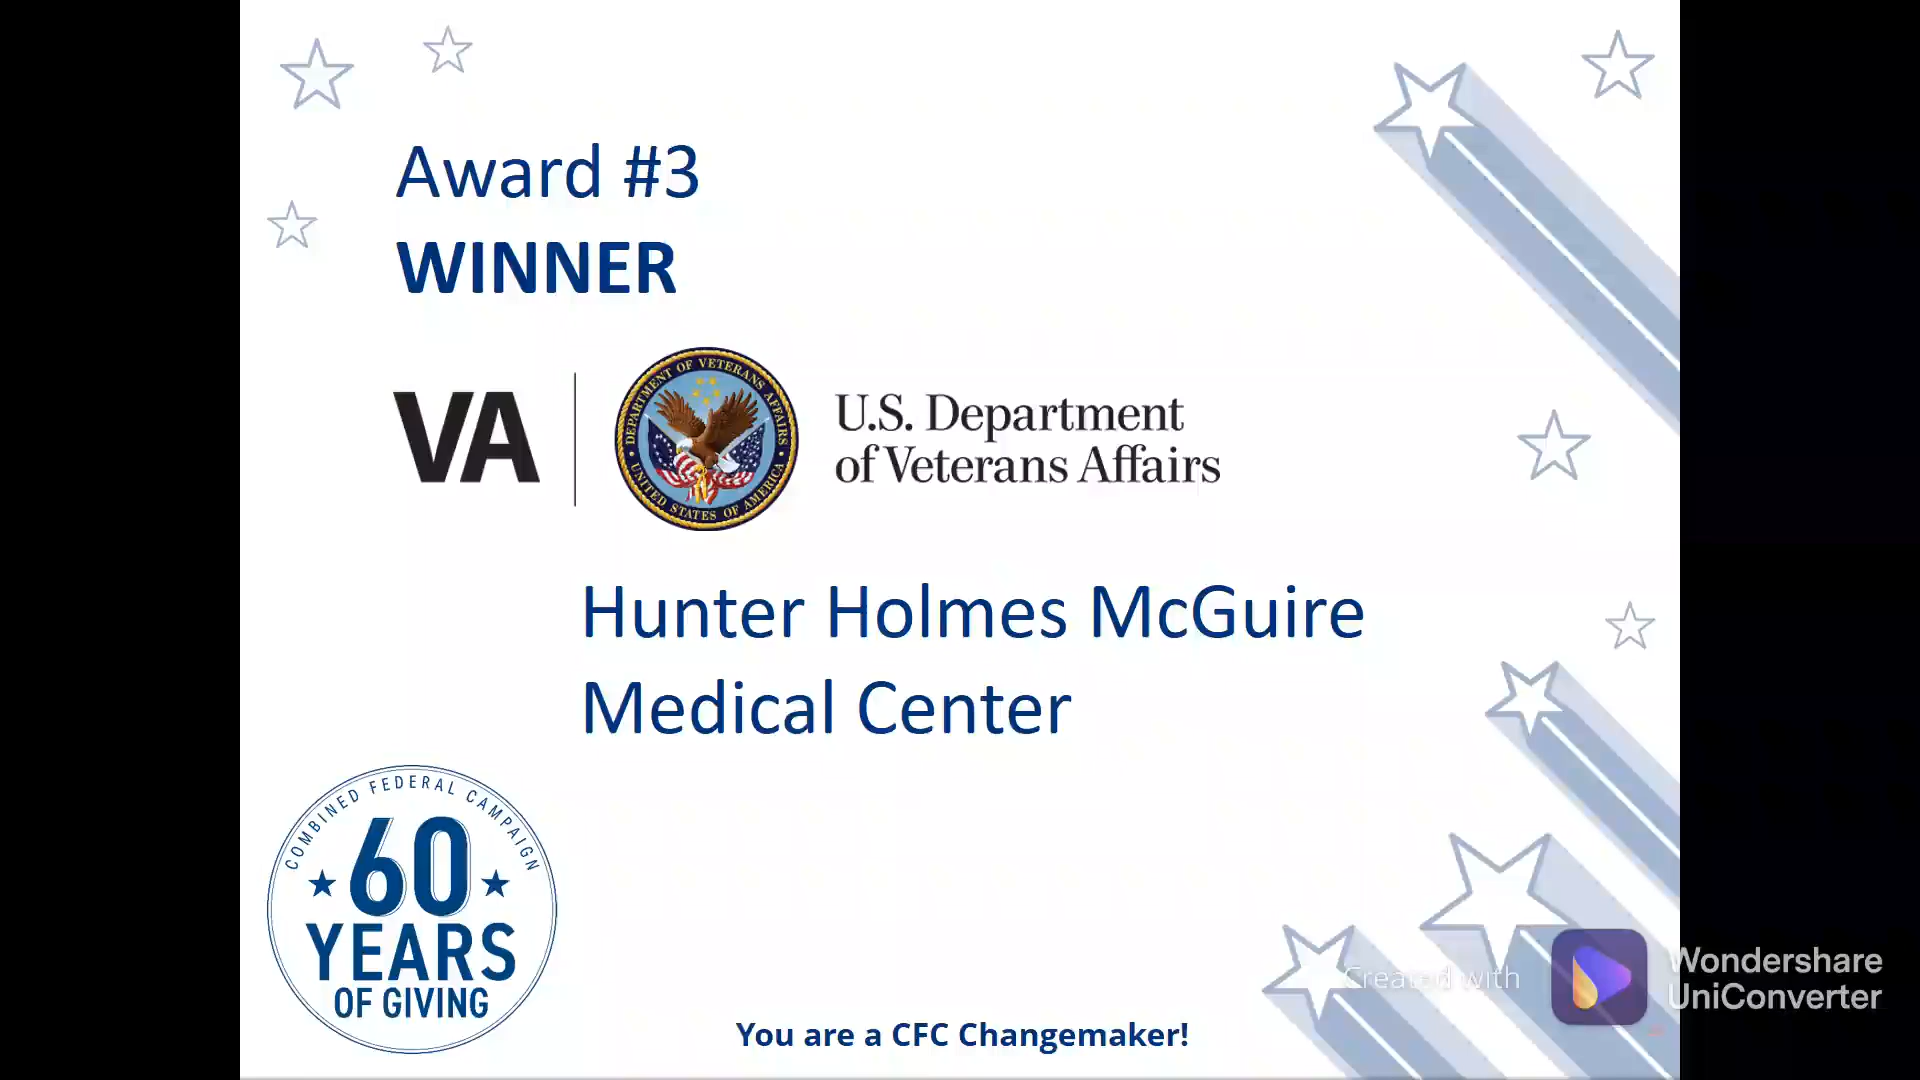 Award #3
WINNER
VA
DEPARTMENT OF VETERANS AFFAIRS
UNITED STATES OF AMERICA
U.S. Department
of Veterans Affairs
Hunter Holmes McGuire
Medical Center
COMBINED FEDERAL CAMPAIGN
60
YEARS
OF GIVING
You are a CFC Changemaker!
Created with
Wondershare
UniConverter